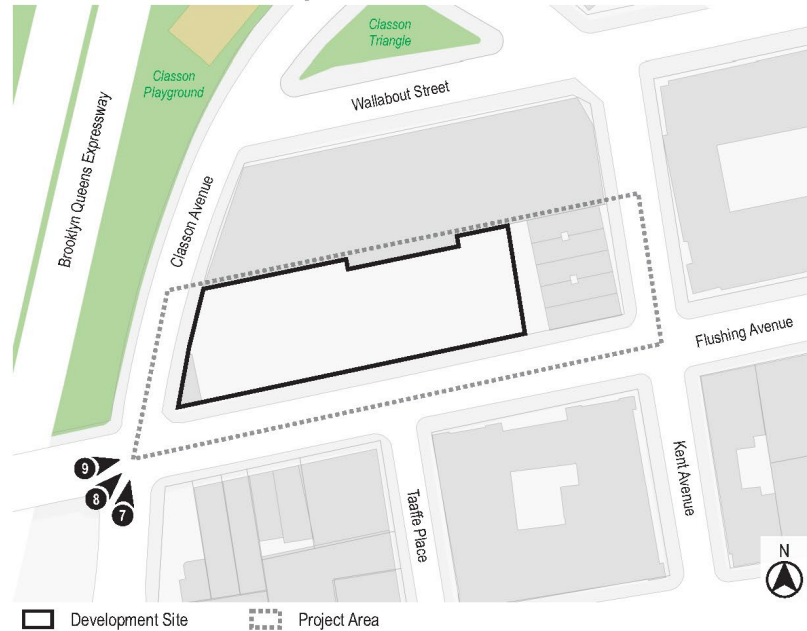 Classon
Triangle
Classon
Playground
Wallabout Street
Brooklyn Queens Expressway
Classon Avenue
Flushing Avenue
Kent Avenue
Taaffe Place
9
8
7
N
Development Site
Project Area